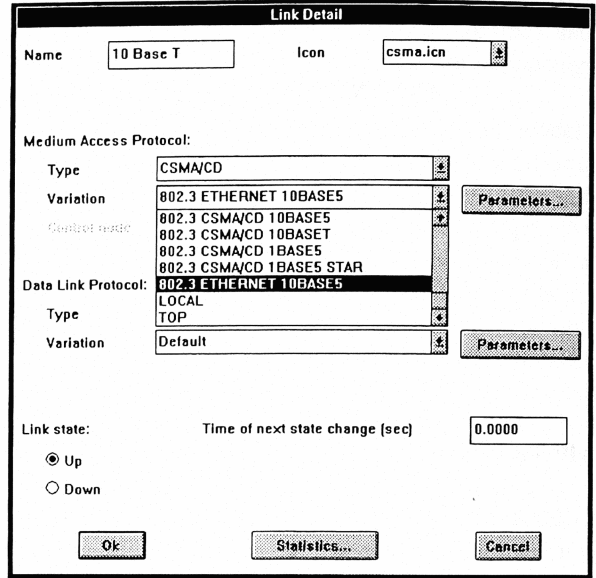 Link Detail
Name 10 Base T Icon csma.icn
Medium Access Protocol:
Type CSMA/CD
Variation 802.3 ETHERNET 10BASE5 Parameters...
802.3 CSMA/CD 10BASE5
Control node 802.3 CSMA/CD 10BASET
802.3 CSMA/CD 1BASE5
802.3 CSMA/CD 1BASE5 STAR
Data Link Protocol: 802.3 ETHERNET 10BASE5
LOCAL
Type TOP
Variation Default Parameters...
Link state: Time of next state change (sec) 0.0000
Up
Down
Ok Statistics... Cancel